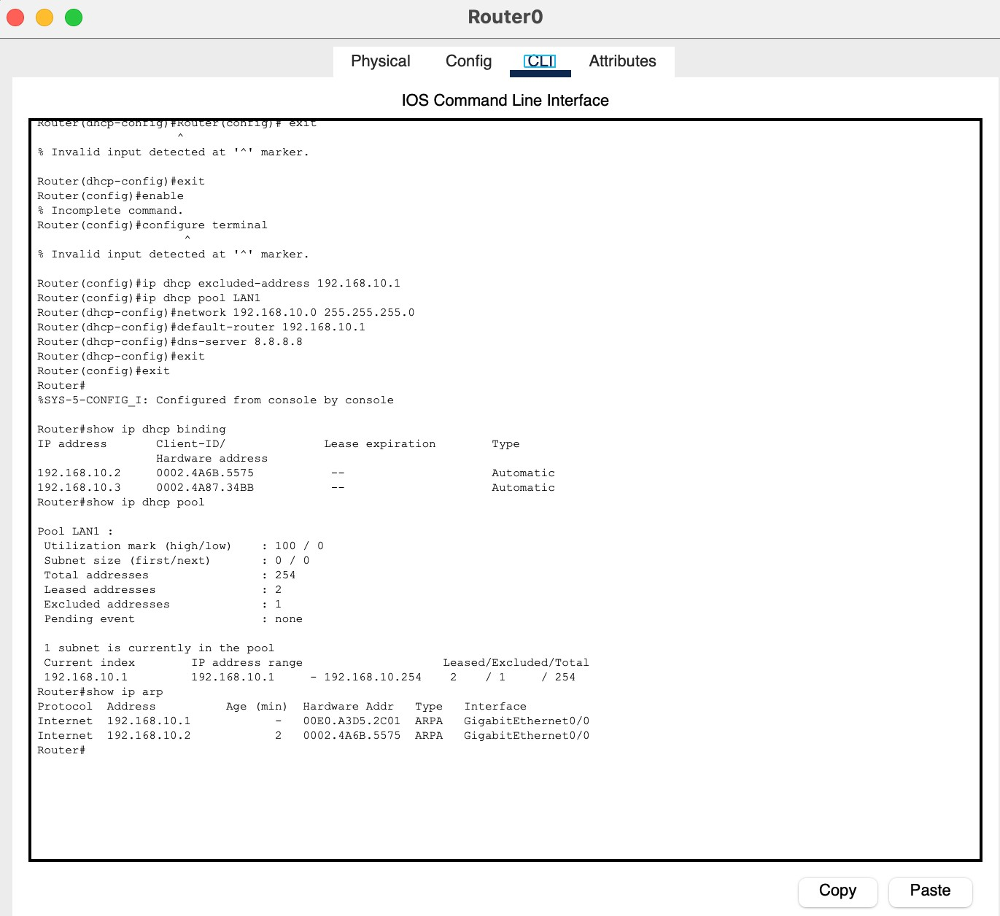 Router0
Physical Config CLI Attributes
IOS Command Line Interface
Router(dhcp-config)#Router(config)# exit
^
% Invalid input detected at '^' marker.
Router(dhcp-config)#exit
Router(config)#enable
% Incomplete command.
Router(config)#configure terminal
^
% Invalid input detected at '^' marker.
Router(config)#ip dhcp excluded-address 192.168.10.1
Router(config)#ip dhcp pool LAN1
Router(dhcp-config)#network 192.168.10.0 255.255.255.0
Router(dhcp-config)#default-router 192.168.10.1
Router(dhcp-config)#dns-server 8.8.8.8
Router(dhcp-config)#exit
Router(config)#exit
Router#
%SYS-5-CONFIG_I: Configured from console by console
Router#show ip dhcp binding
IP address Client-ID/ Lease expiration Type
Hardware address
192.168.10.2 0002.4A6B.5575 -- Automatic
192.168.10.3 0002.4A87.34BB -- Automatic
Router#show ip dhcp pool
Pool LAN1 :
Utilization mark (high/low) : 100 / 0
Subnet size (first/next) : 0 / 0
Total addresses : 254
Leased addresses : 2
Excluded addresses : 1
Pending event : none
1 subnet is currently in the pool
Current index IP address range Leased/Excluded/Total
192.168.10.1 192.168.10.1 - 192.168.10.254 2 / 1 / 254
Router#show ip arp
Protocol Address Age (min) Hardware Addr Type Interface
Internet 192.168.10.1 - 00E0.A3D5.2C01 ARPA GigabitEthernet0/0
Internet 192.168.10.2 2 0002.4A6B.5575 ARPA GigabitEthernet0/0
Router#
Copy Paste